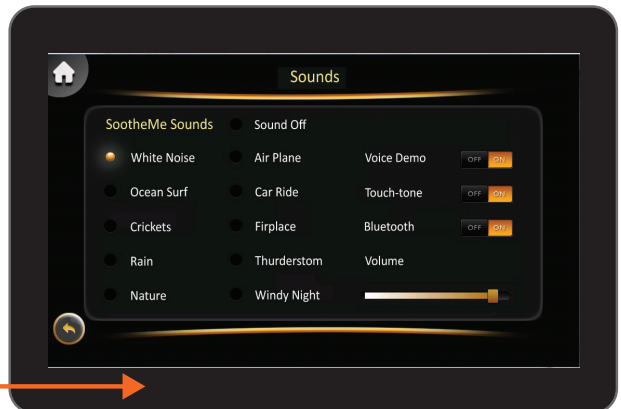 Sounds
SootheMe Sounds Sound Off
White Noise Air Plane Voice Demo OFF ON
Ocean Surf Car Ride Touch-tone OFF ON
Crickets Firplace Bluetooth OFF ON
Rain Thurderstom Volume
Nature Windy Night